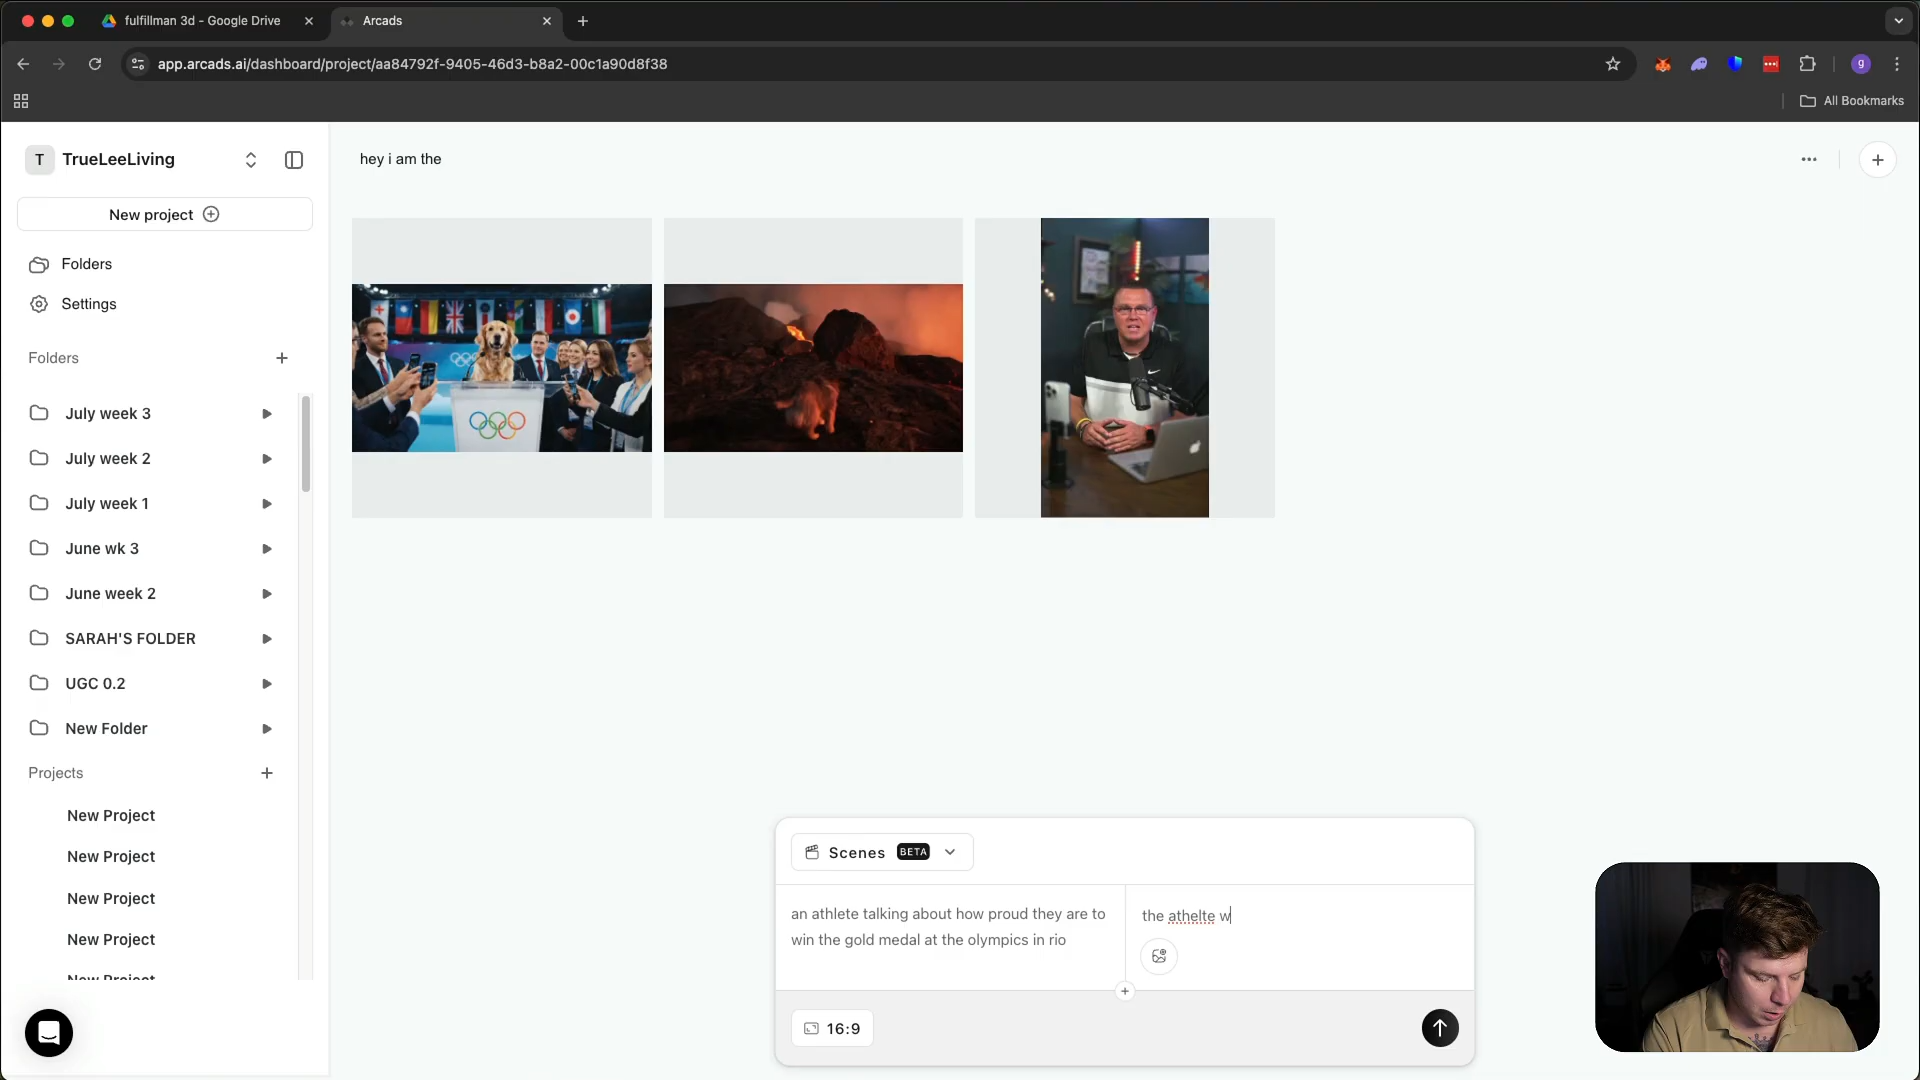 fulfillman 3d - Google Drive
Arcads
app.arcads.ai/dashboard/project/aa84792f-9405-46d3-b8a2-00c1a90d8f38
g
All Bookmarks
T TrueLeeLiving
hey i am the
New project
Folders
Settings
Folders
July week 3
July week 2
July week 1
June wk 3
June week 2
SARAH'S FOLDER
UGC 0.2
New Folder
Projects
New Project
New Project
New Project
New Project
New Project
Scenes BETA
an athlete talking about how proud they are to
win the gold medal at the olympics in rio
the athelte w
16:9